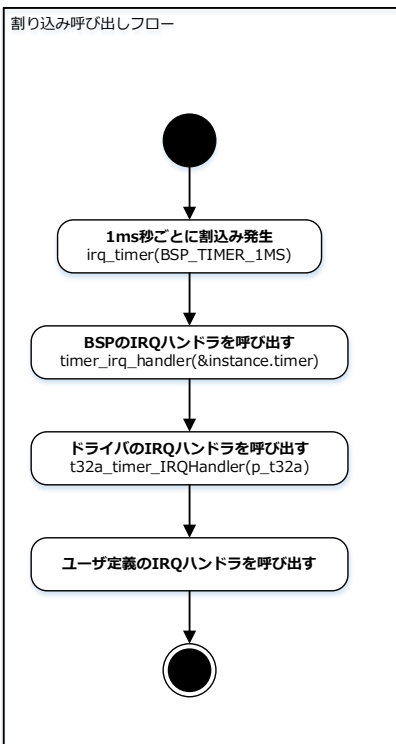 割り込み呼び出しフロー
1ms秒ごとに割込み発生
irq_timer(BSP_TIMER_1MS)
BSPのIRQハンドラを呼び出す
timer_irq_handler(&instance.timer)
ドライバのIRQハンドラを呼び出す
t32a_timer_IRQHandler(p_t32a)
ユーザ定義のIRQハンドラを呼び出す